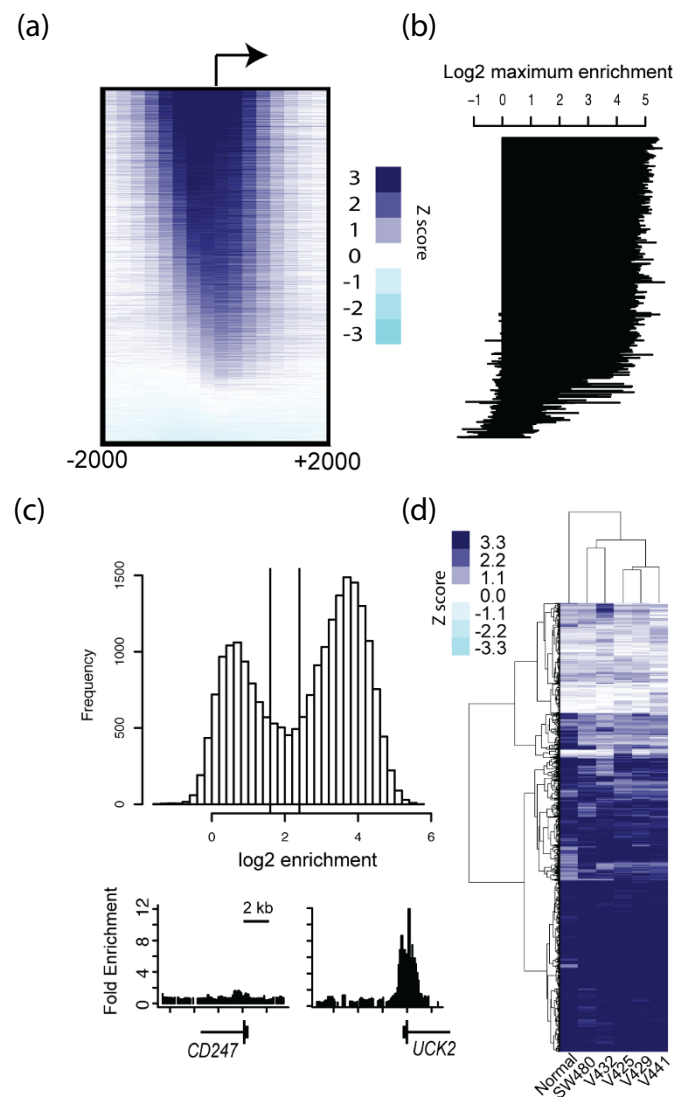 (a)
-2000
+2000
3
2
1
0
-1
-2
-3
Z score
(b)
Log2 maximum enrichment
−1 0 1 2 3 4 5
(c)
Frequency
1500
1000
500
0
0 2 4 6
log2 enrichment
Fold Enrichment
12
8
4
0
2 kb
CD247
UCK2
(d)
Z score
3.3
2.2
1.1
0.0
-1.1
-2.2
-3.3
Normal
SW480
V432
V425
V429
V441